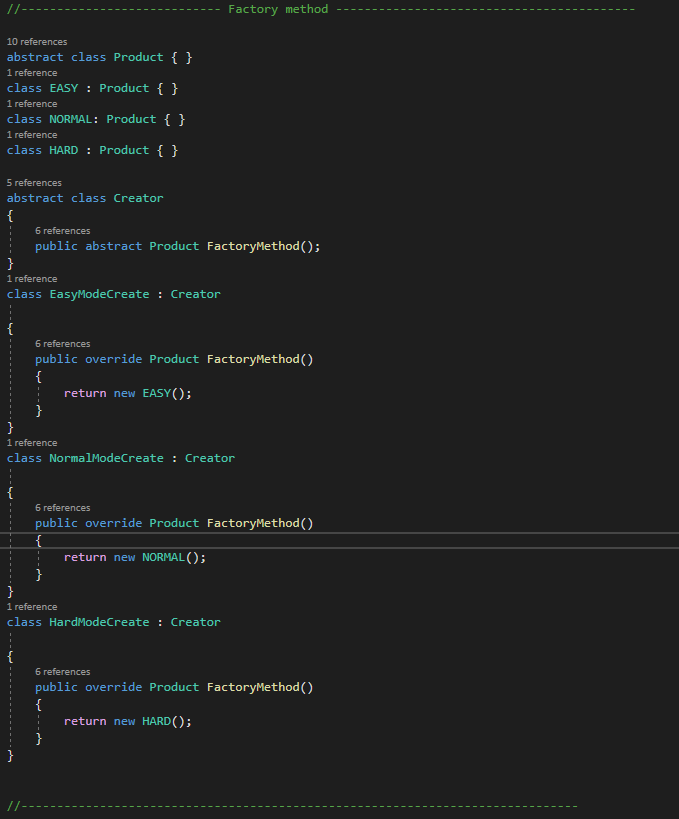 //---------------------------- Factory method ------------------------------------------
10 references
abstract class Product { }
1 reference
class EASY : Product { }
1 reference
class NORMAL: Product { }
1 reference
class HARD : Product { }
5 references
abstract class Creator
{
6 references
public abstract Product FactoryMethod();
}
1 reference
class EasyModeCreate : Creator
{
6 references
public override Product FactoryMethod()
{
return new EASY();
}
}
1 reference
class NormalModeCreate : Creator
{
6 references
public override Product FactoryMethod()
{
return new NORMAL();
}
}
1 reference
class HardModeCreate : Creator
{
6 references
public override Product FactoryMethod()
{
return new HARD();
}
}
//------------------------------------------------------------------------------